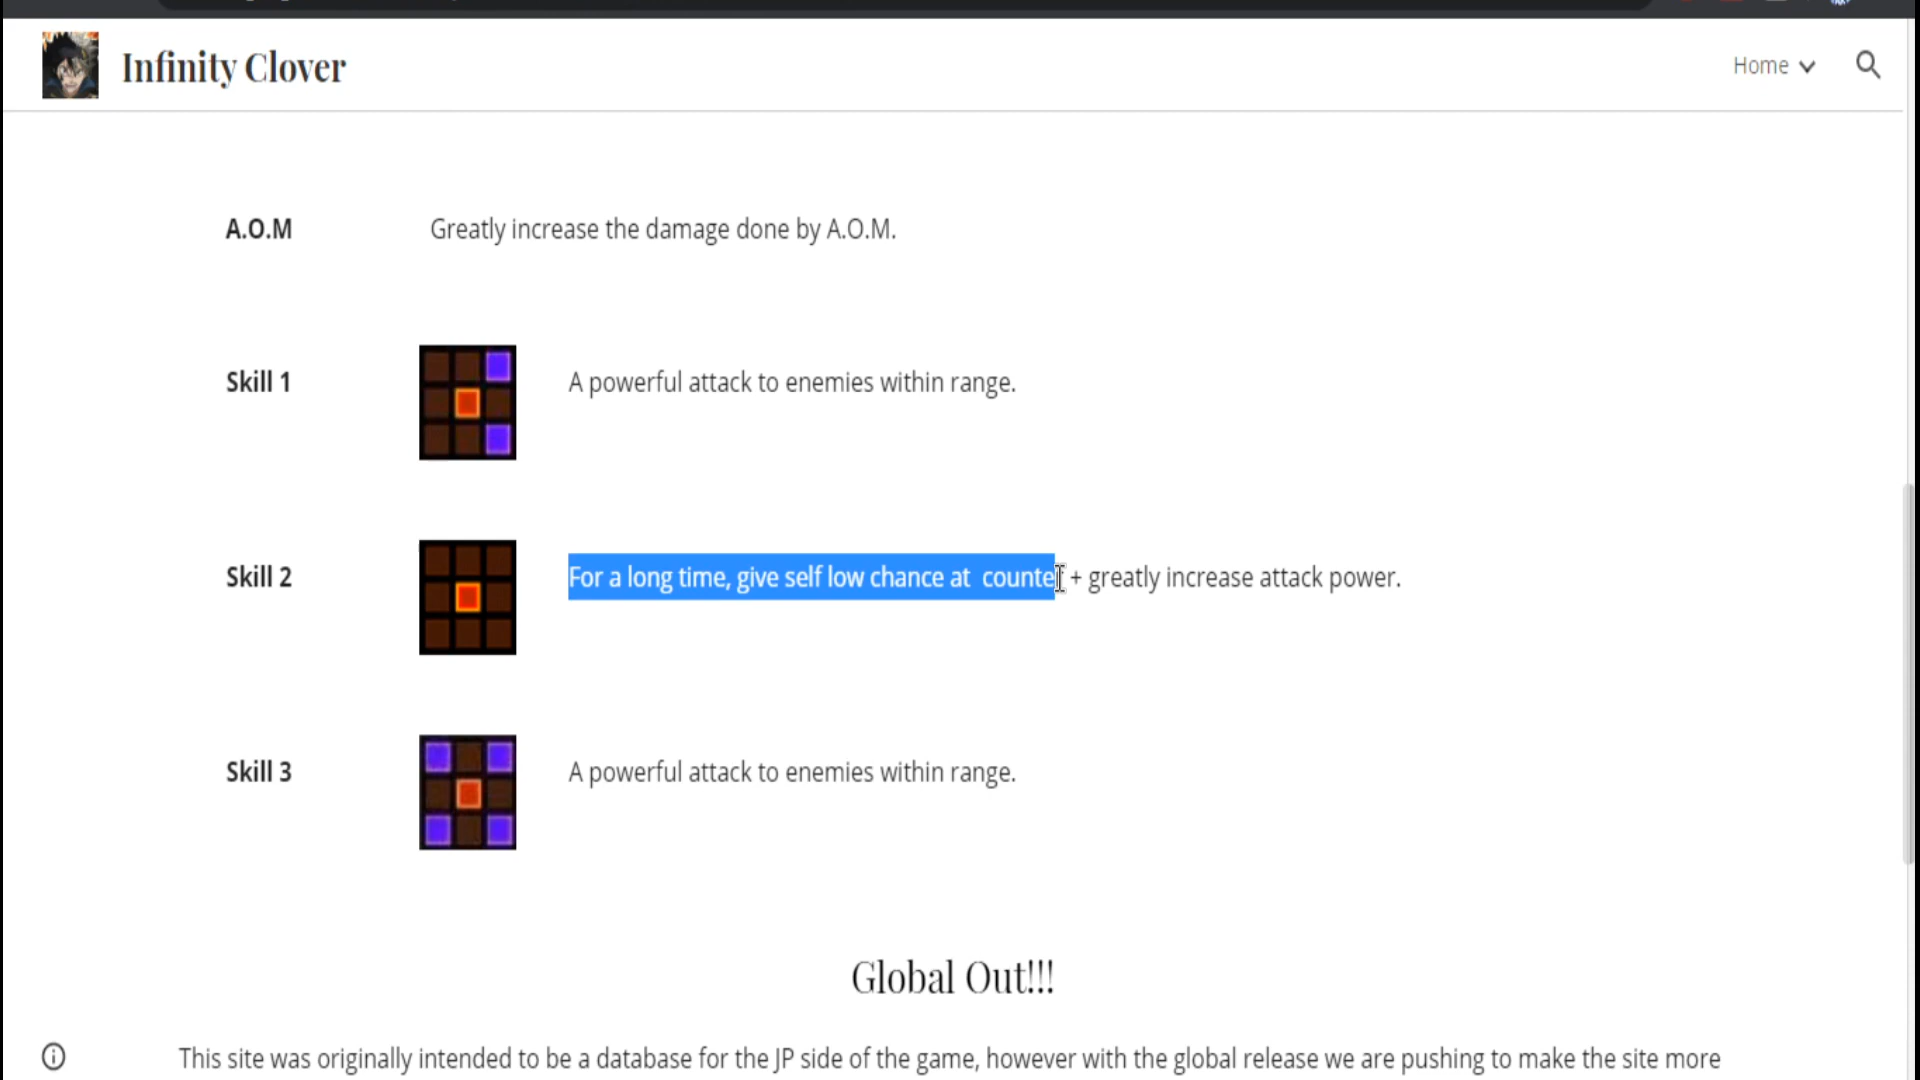 Infinity Clover
Home
A.O.M Greatly increase the damage done by A.O.M.
Skill 1 A powerful attack to enemies within range.
Skill 2 For a long time, give self low chance at counter + greatly increase attack power.
Skill 3 A powerful attack to enemies within range.
Global Out!!!
This site was originally intended to be a database for the JP side of the game, however with the global release we are pushing to make the site more